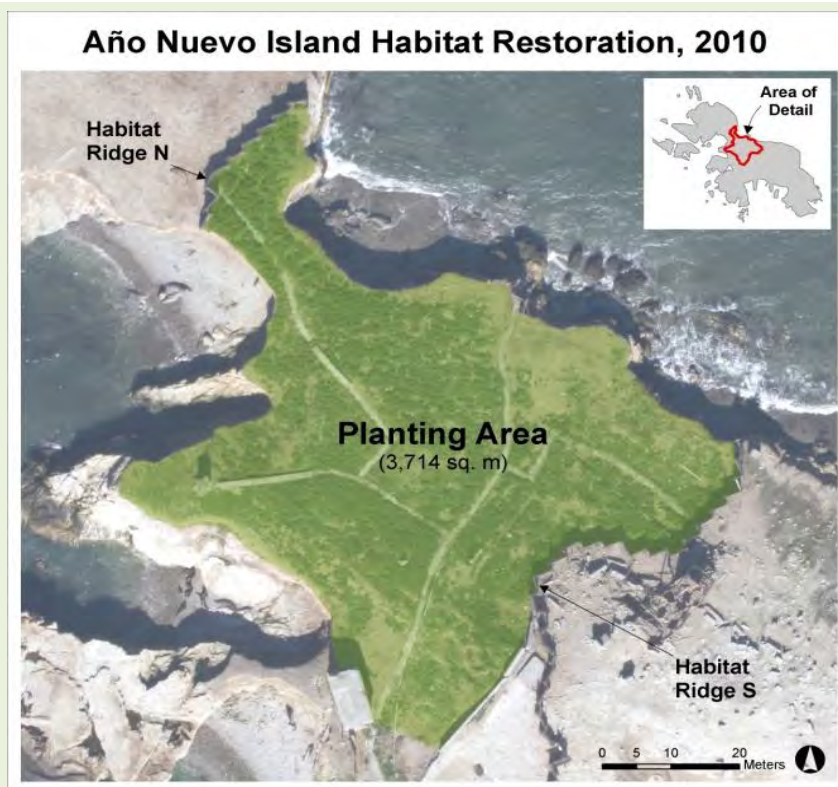 Año Nuevo Island Habitat Restoration, 2010
Area of
Detail
Habitat
Ridge N
Planting Area
(3,714 sq. m)
Habitat
Ridge S
0 5 10 20
Meters